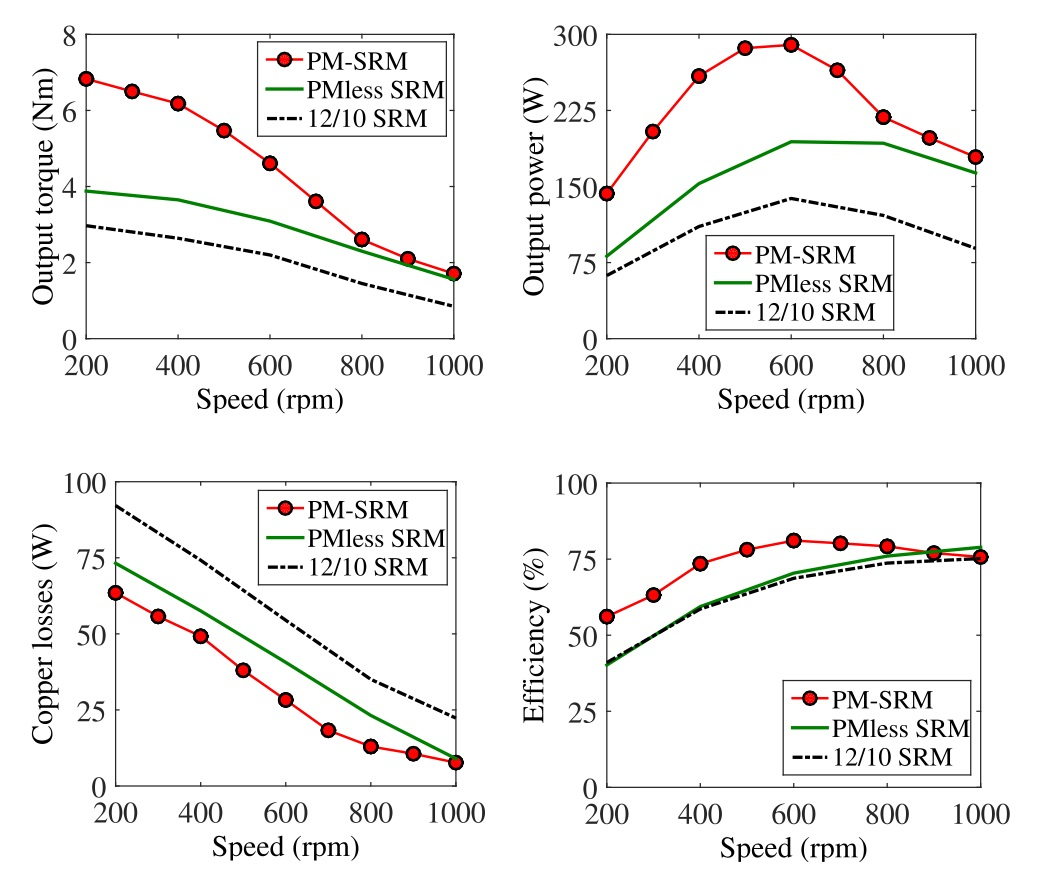 Output torque (Nm)
8
6
4
2
0
PM-SRM
PMless SRM
12/10 SRM
200 400 600 800 1000
Speed (rpm)
Output power (W)
300
225
150
75
0
PM-SRM
PMless SRM
12/10 SRM
200 400 600 800 1000
Speed (rpm)
Copper losses (W)
100
75
50
25
0
PM-SRM
PMless SRM
12/10 SRM
200 400 600 800 1000
Speed (rpm)
Efficiency (%)
100
75
50
25
0
PM-SRM
PMless SRM
12/10 SRM
200 400 600 800 1000
Speed (rpm)